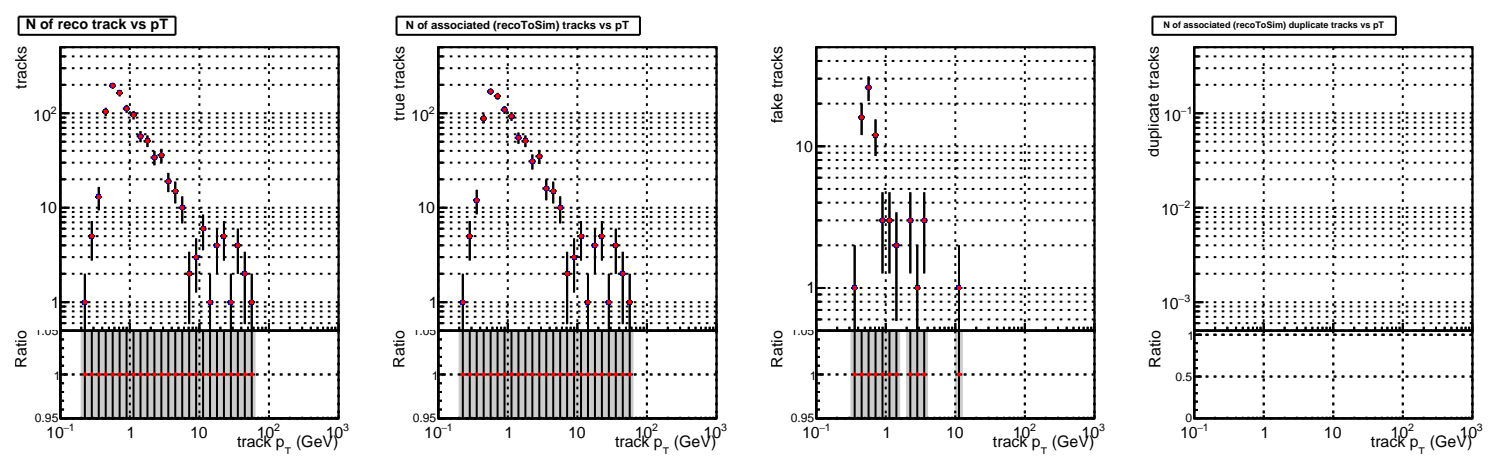 N of reco track vs pT
tracks
10²
10
1
1.05
Ratio
1
0.95
10⁻¹ 1 10 10² 10³
track p_T (GeV)
N of associated (recoToSim) tracks vs pT
true tracks
10²
10
1
1.05
Ratio
1
0.95
10⁻¹ 1 10 10² 10³
track p_T (GeV)
fake tracks
10
1
1.05
Ratio
1
0.95
10⁻¹ 1 10 10² 10³
track p_T (GeV)
N of associated (recoToSim) duplicate tracks vs pT
duplicate tracks
10⁻¹
10⁻²
10⁻³
Ratio
1
0.5
0
10⁻¹ 1 10 10² 10³
track p_T (GeV)